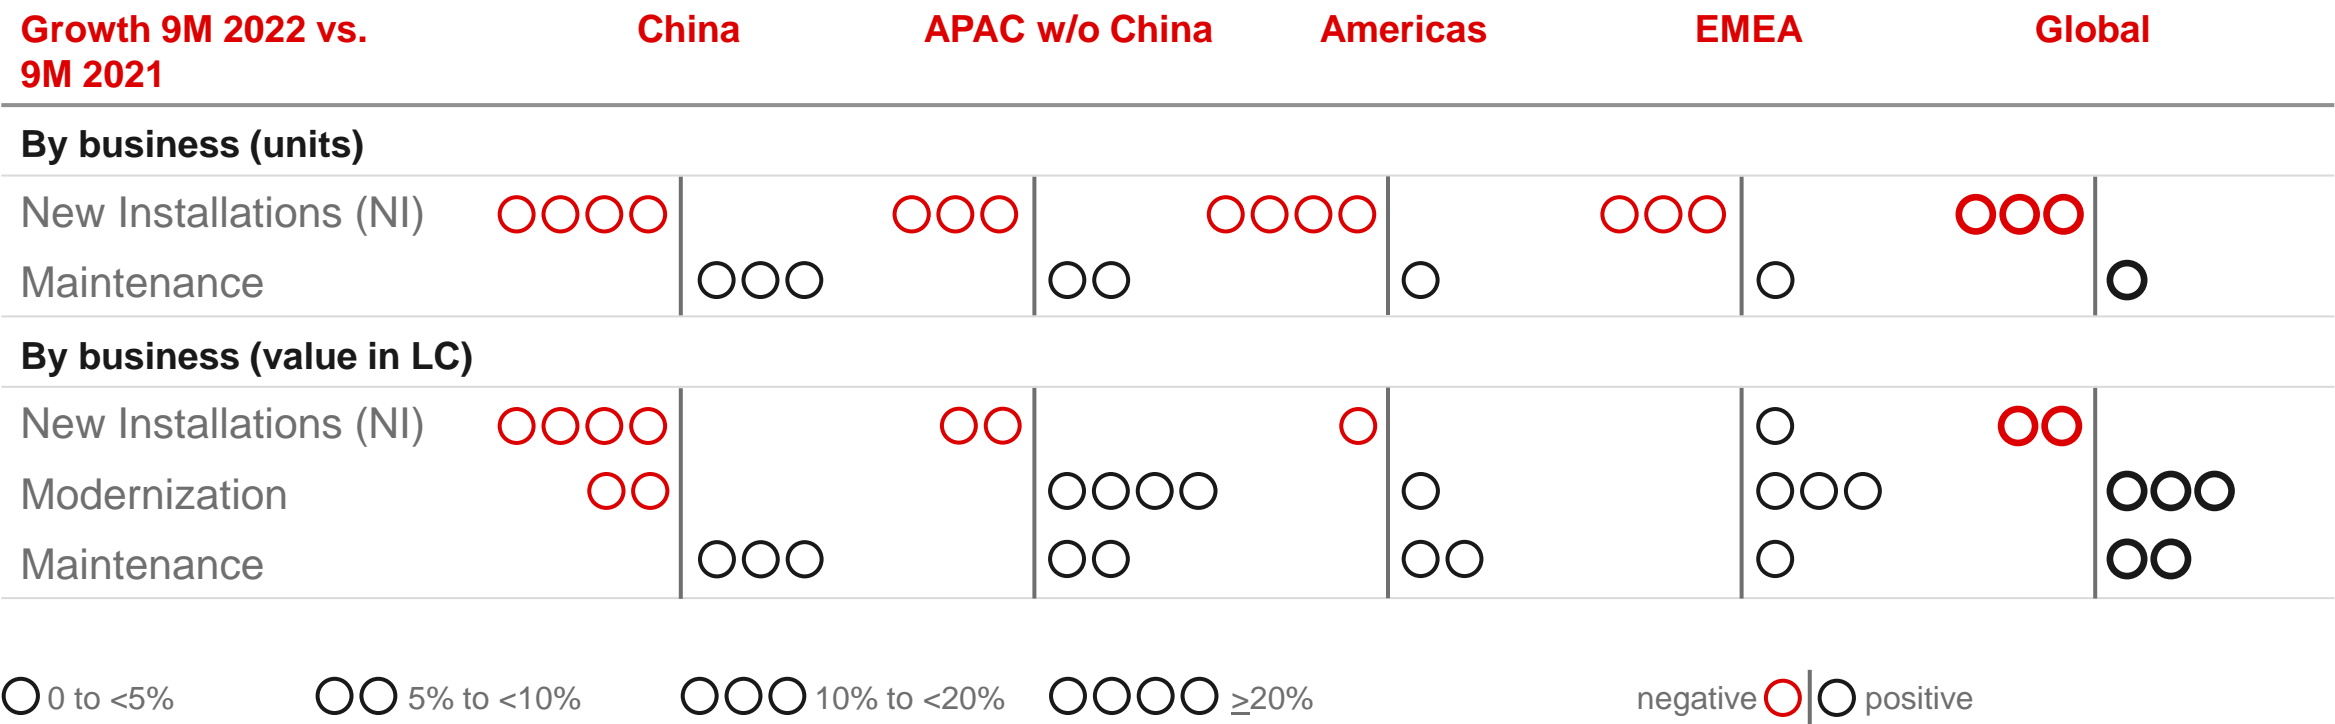 Growth 9M 2022 vs. China APAC w/o China Americas EMEA Global
9M 2021
By business (units)
New Installations (NI)
Maintenance
By business (value in LC)
New Installations (NI)
Modernization
Maintenance
0 to <5% 5% to <10% 10% to <20% ≥20% negative positive